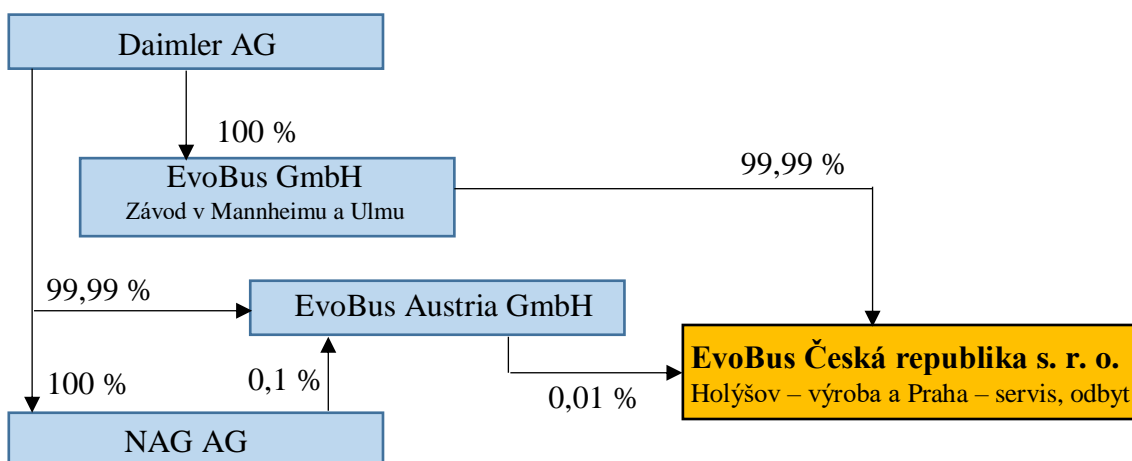 Daimler AG
100 %
EvoBus GmbH
Závod v Mannheimu a Ulmu
99,99 %
99,99 %
EvoBus Austria GmbH
EvoBus Česká republika s. r. o.
Holýšov – výroba a Praha – servis, odbyt
100 %
0,1 %
0,01 %
NAG AG